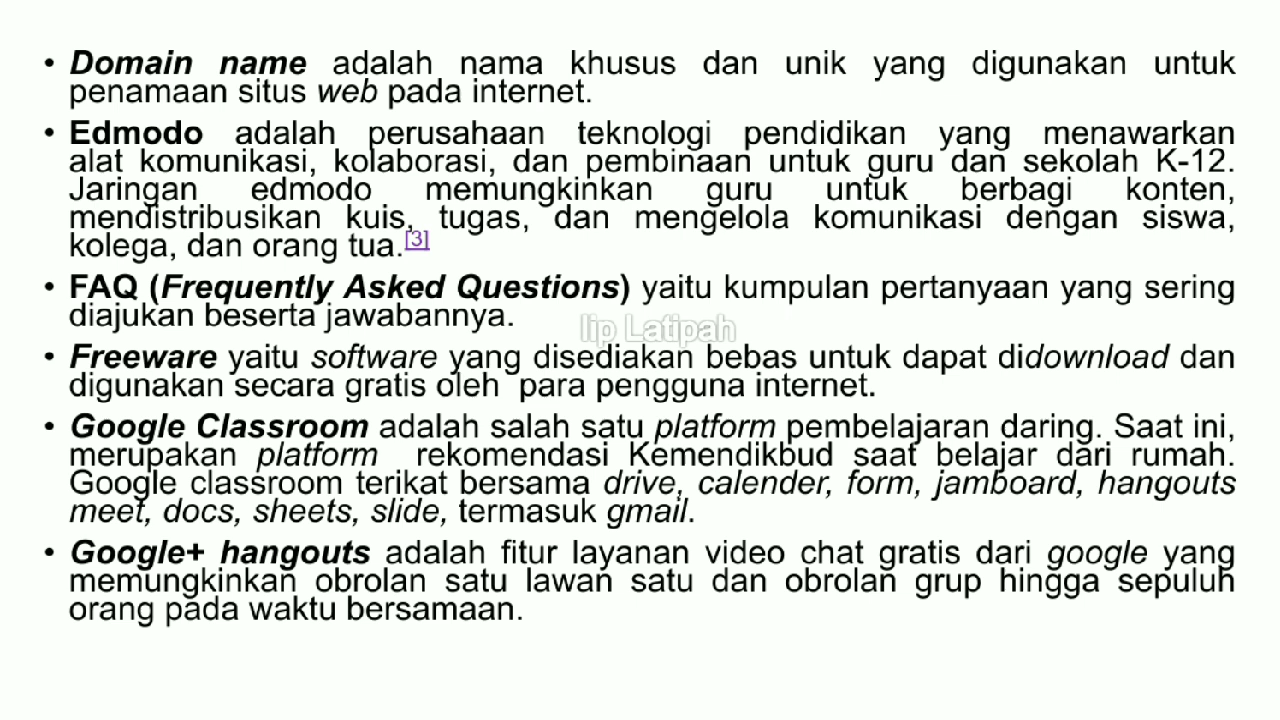 • Domain name adalah nama khusus dan unik yang digunakan untuk
penamaan situs web pada internet.
• Edmodo adalah perusahaan teknologi pendidikan yang menawarkan
alat komunikasi, kolaborasi, dan pembinaan untuk guru dan sekolah K-12.
Jaringan edmodo memungkinkan guru untuk berbagi konten,
mendistribusikan kuis, tugas, dan mengelola komunikasi dengan siswa,
kolega, dan orang tua.[3]
• FAQ (Frequently Asked Questions) yaitu kumpulan pertanyaan yang sering
diajukan beserta jawabannya.
Iip Latipah
• Freeware yaitu software yang disediakan bebas untuk dapat didownload dan
digunakan secara gratis oleh para pengguna internet.
• Google Classroom adalah salah satu platform pembelajaran daring. Saat ini,
merupakan platform rekomendasi Kemendikbud saat belajar dari rumah.
Google classroom terikat bersama drive, calender, form, jamboard, hangouts
meet, docs, sheets, slide, termasuk gmail.
• Google+ hangouts adalah fitur layanan video chat gratis dari google yang
memungkinkan obrolan satu lawan satu dan obrolan grup hingga sepuluh
orang pada waktu bersamaan.